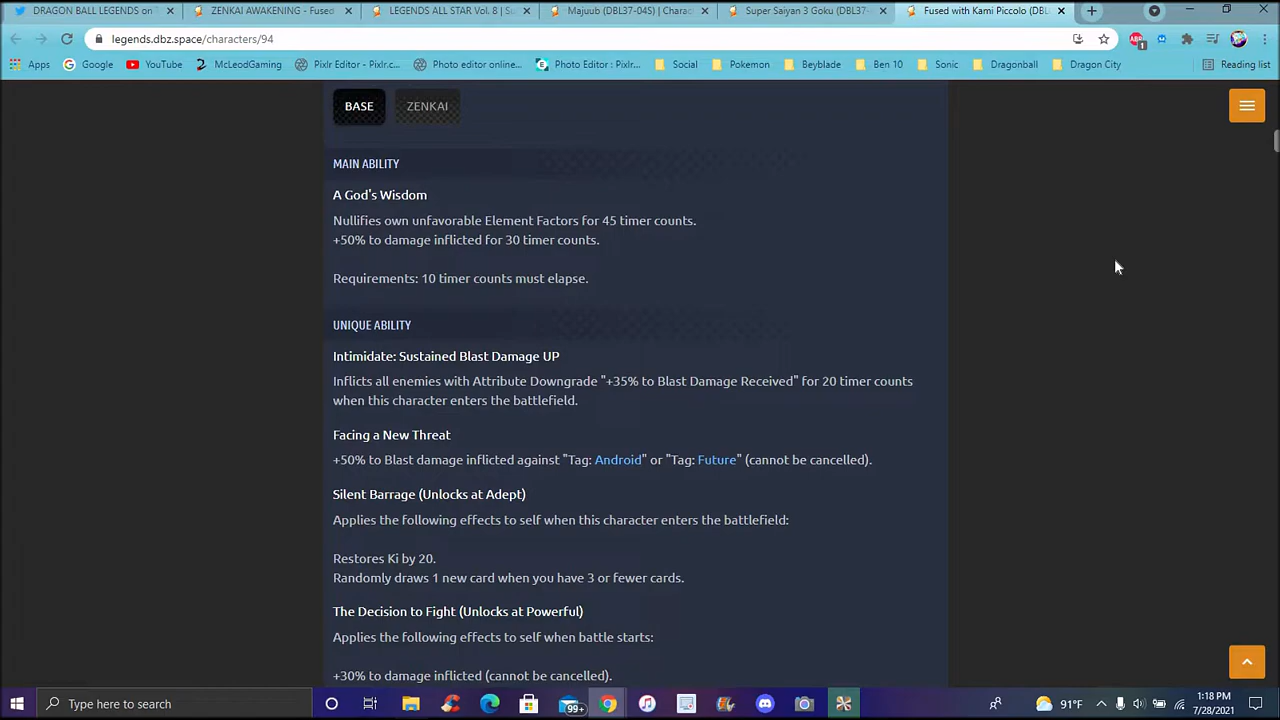 DRAGON BALL LEGENDS on T
ZENKAI AWAKENING - Fused
LEGENDS ALL STAR Vol. 8 | Su
Majuub (DBL37-04S) | Charac
Super Saiyan 3 Goku (DBL37-
Fused with Kami Piccolo (DBL
legends.dbz.space/characters/94
Apps
Google
YouTube
McLeodGaming
Pixlr Editor - Pixlr.c...
Photo editor online...
Photo Editor : Pixlr...
Social
Pokemon
Beyblade
Ben 10
Sonic
Dragonball
Dragon City
Reading list
BASE
ZENKAI
MAIN ABILITY
A God's Wisdom
Nullifies own unfavorable Element Factors for 45 timer counts.
+50% to damage inflicted for 30 timer counts.
Requirements: 10 timer counts must elapse.
UNIQUE ABILITY
Intimidate: Sustained Blast Damage UP
Inflicts all enemies with Attribute Downgrade "+35% to Blast Damage Received" for 20 timer counts
when this character enters the battlefield.
Facing a New Threat
+50% to Blast damage inflicted against "Tag: Android" or "Tag: Future" (cannot be cancelled).
Silent Barrage (Unlocks at Adept)
Applies the following effects to self when this character enters the battlefield:
Restores Ki by 20.
Randomly draws 1 new card when you have 3 or fewer cards.
The Decision to Fight (Unlocks at Powerful)
Applies the following effects to self when battle starts:
+30% to damage inflicted (cannot be cancelled).
Type here to search
99+
91°F
1:18 PM
7/28/2021